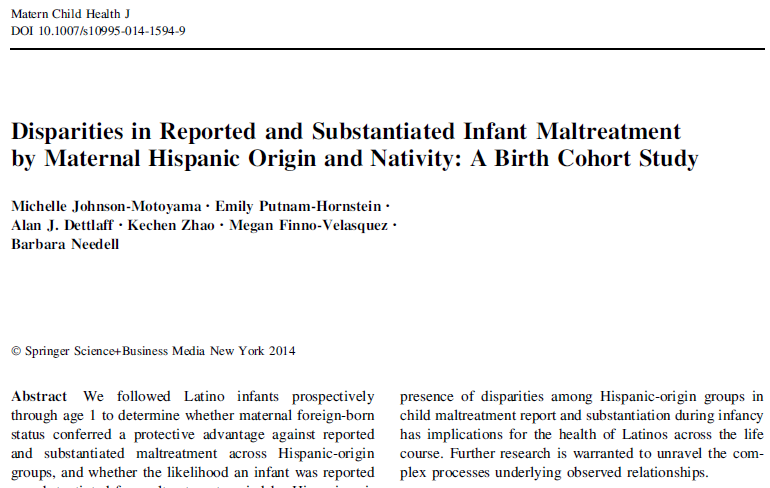 Matern Child Health J
DOI 10.1007/s10995-014-1594-9
Disparities in Reported and Substantiated Infant Maltreatment
by Maternal Hispanic Origin and Nativity: A Birth Cohort Study
Michelle Johnson-Motoyama · Emily Putnam-Hornstein ·
Alan J. Dettlaff · Kechen Zhao · Megan Finno-Velasquez ·
Barbara Needell
© Springer Science+Business Media New York 2014
Abstract We followed Latino infants prospectively
through age 1 to determine whether maternal foreign-born
status conferred a protective advantage against reported
and substantiated maltreatment across Hispanic-origin
groups, and whether the likelihood an infant was reported
presence of disparities among Hispanic-origin groups in
child maltreatment report and substantiation during infancy
has implications for the health of Latinos across the life
course. Further research is warranted to unravel the com-
plex processes underlying observed relationships.